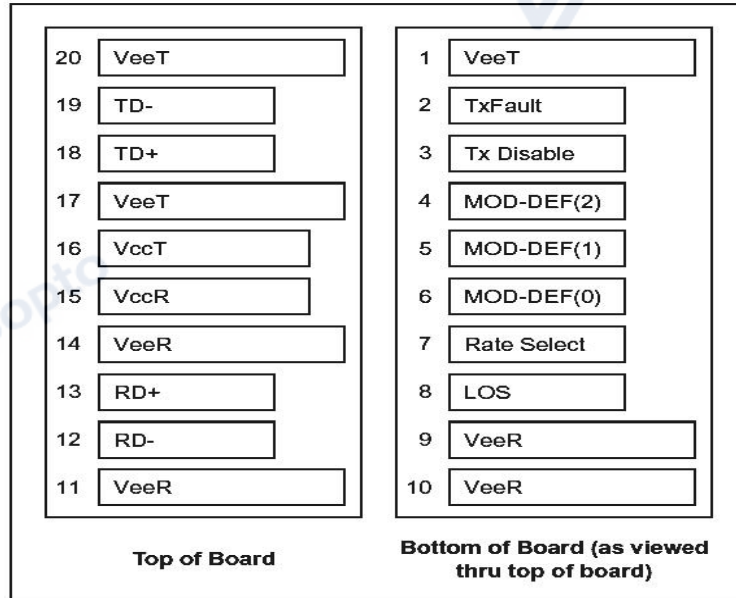 20 VeeT
19 TD-
18 TD+
17 VeeT
16 VccT
15 VccR
14 VeeR
13 RD+
12 RD-
11 VeeR
Top of Board
1 VeeT
2 TxFault
3 Tx Disable
4 MOD-DEF(2)
5 MOD-DEF(1)
6 MOD-DEF(0)
7 Rate Select
8 LOS
9 VeeR
10 VeeR
Bottom of Board (as viewed
thru top of board)